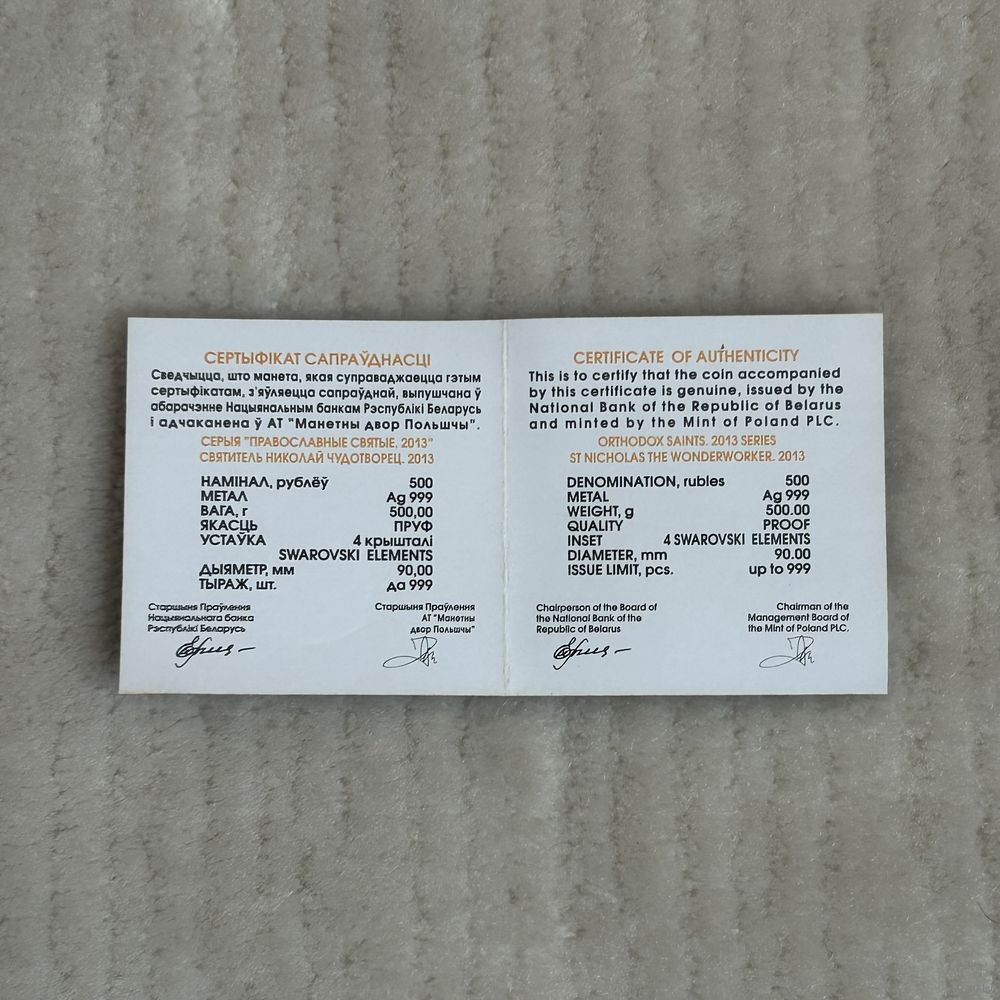 СЕРТЫФІКАТ САПРАЎДНАСЦІ
Сведчыцца, што манета, якая суправаджаецца гэтым
сертыфікатам, з'яўляецца сапраўднай, выпушчана ў
абарачэнне Нацыянальным банкам Рэспублікі Беларусь
і адчаканена ў АТ "Манетны двор Польшчы".
СЕРЫЯ "ПРАВОСЛАВНЫЕ СВЯТЫЕ, 2013"
СВЯТИТЕЛЬ НИКОЛАЙ ЧУДОТВОРЕЦ. 2013
НАМІНАЛ, рублёў 500
МЕТАЛ Ag 999
ВАГА, г 500,00
ЯКАСЦЬ ПРУФ
УСТАЎКА 4 крышталі
SWAROVSKI ELEMENTS
ДЫЯМЕТР, мм 90,00
ТЫРАЖ, шт. да 999
Старшыня Праўлення
Нацыянальнага банка
Рэспублікі Беларусь
Старшыня Праўлення
АТ "Манетны
двор Польшчы"
CERTIFICATE OF AUTHENTICITY
This is to certify that the coin accompanied
by this certificate is genuine, issued by the
National Bank of the Republic of Belarus
and minted by the Mint of Poland PLC.
ORTHODOX SAINTS. 2013 SERIES
ST NICHOLAS THE WONDERWORKER. 2013
DENOMINATION, rubles 500
METAL Ag 999
WEIGHT, g 500.00
QUALITY PROOF
INSET 4 SWAROVSKI ELEMENTS
DIAMETER, mm 90.00
ISSUE LIMIT, pcs. up to 999
Chairperson of the Board of
the National Bank of the
Republic of Belarus
Chairman of the
Management Board of
the Mint of Poland PLC.